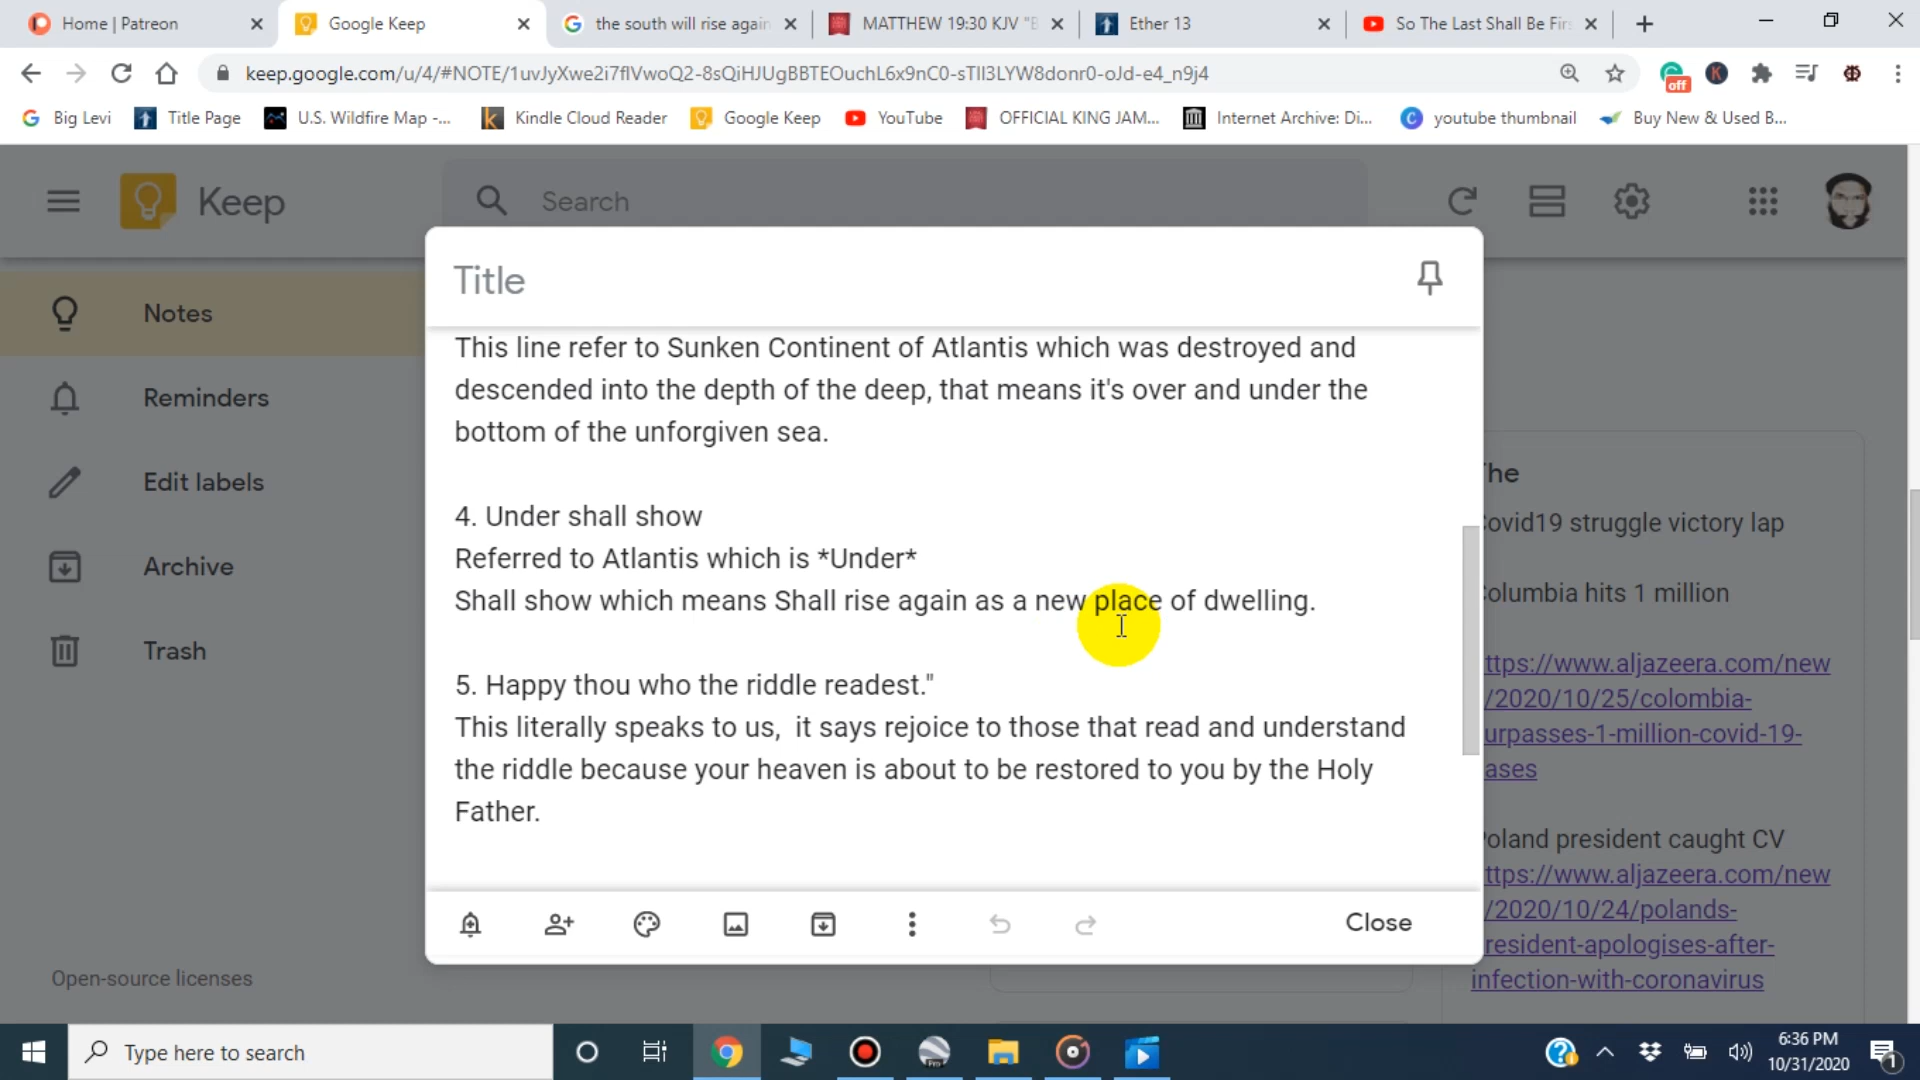 Home | Patreon
Google Keep
the south will rise again
MATTHEW 19:30 KJV "B
Ether 13
So The Last Shall Be Firs
keep.google.com/u/4/#NOTE/1uvJyXwe2i7flVwoQ2-8sQiHJUgBBTEOuchL6x9nC0-sTII3LYW8donr0-oJd-e4_n9j4
off
K
Big Levi
Title Page
U.S. Wildfire Map -...
Kindle Cloud Reader
Google Keep
YouTube
OFFICIAL KING JAM...
Internet Archive: Di...
youtube thumbnail
Buy New & Used B...
Keep
Search
Notes
Reminders
Edit labels
Archive
Trash
Open-source licenses
Title
This line refer to Sunken Continent of Atlantis which was destroyed and
descended into the depth of the deep, that means it's over and under the
bottom of the unforgiven sea.
4. Under shall show
Referred to Atlantis which is *Under*
Shall show which means Shall rise again as a new place of dwelling.
5. Happy thou who the riddle readest."
This literally speaks to us,  it says rejoice to those that read and understand
the riddle because your heaven is about to be restored to you by the Holy
Father.
Close
he
ovid19 struggle victory lap
olumbia hits 1 million
ttps://www.aljazeera.com/new
/2020/10/25/colombia-
urpasses-1-million-covid-19-
ases
oland president caught CV
ttps://www.aljazeera.com/new
/2020/10/24/polands-
resident-apologises-after-
infection-with-coronavirus
Type here to search
6:36 PM
10/31/2020
1